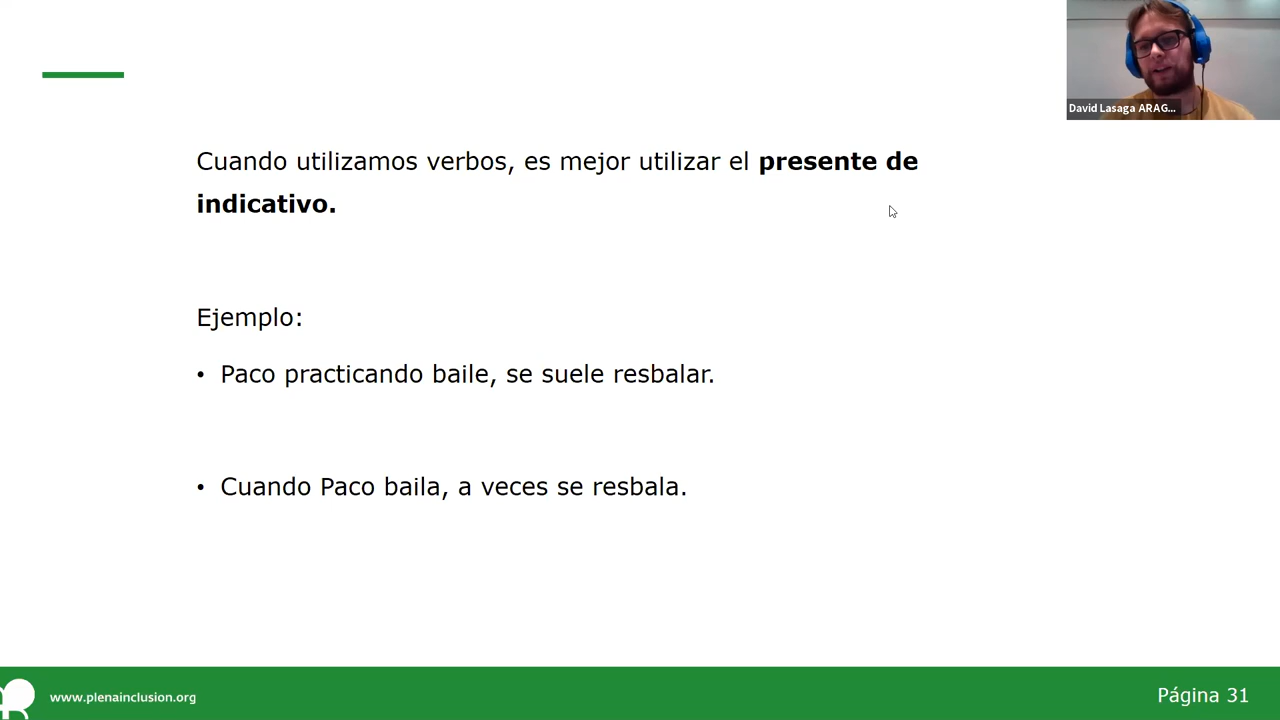 David Lasaga ARAG...
Cuando utilizamos verbos, es mejor utilizar el presente de
indicativo.
Ejemplo:
• Paco practicando baile, se suele resbalar.
• Cuando Paco baila, a veces se resbala.
www.plenainclusion.org
Página 31